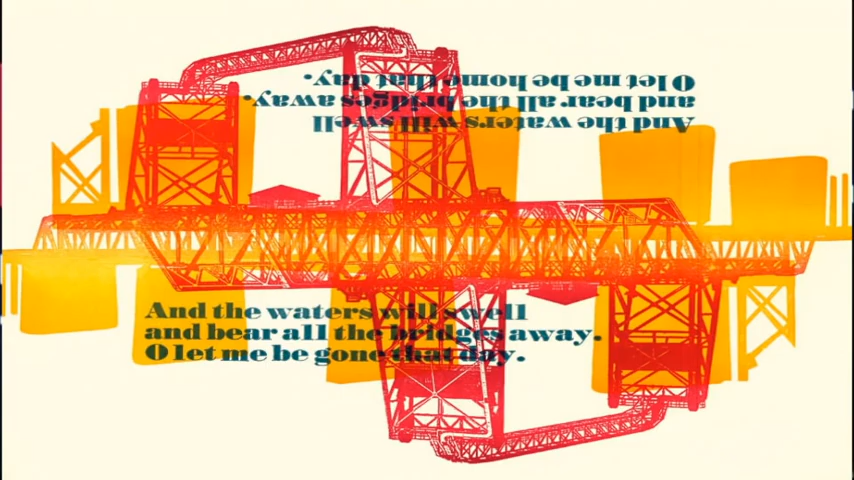 And the waters will swell
and bear all the bridges away.
O let me be home that day.
And the waters will swell
and bear all the bridges away.
O let me be gone that day.